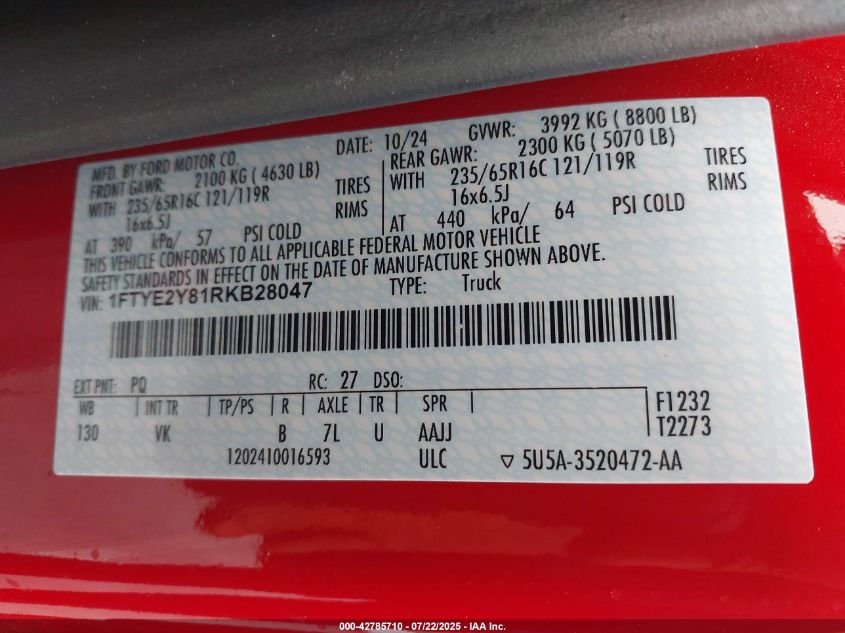 MFD. BY FORD MOTOR CO.
DATE: 10/24
GVWR: 3992 KG ( 8800 LB)
FRONT GAWR: 2100 KG ( 4630 LB)
WITH 235/65R16C 121/119R TIRES
16x6.5J RIMS
AT 390 kPa/ 57 PSI COLD
REAR GAWR: 2300 KG ( 5070 LB)
WITH 235/65R16C 121/119R TIRES
16x6.5J RIMS
AT 440 kPa/ 64 PSI COLD
THIS VEHICLE CONFORMS TO ALL APPLICABLE FEDERAL MOTOR VEHICLE
SAFETY STANDARDS IN EFFECT ON THE DATE OF MANUFACTURE SHOWN ABOVE.
VIN: 1FTYE2Y81RKB28047
TYPE: Truck
EXT PNT: PQ RC: 27 DSO:
WB INT TR TP/PS R AXLE TR SPR
130 VK B 7L U AAJJ
F1232
T2273
1202410016593 ULC ▽ 5U5A-3520472-AA
000-42785710 - 07/22/2025 - IAA Inc.